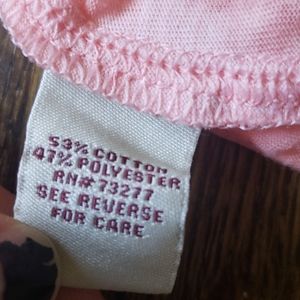 53% COTTON
47% POLYESTER
RN# 73277
SEE REVERSE
FOR CARE